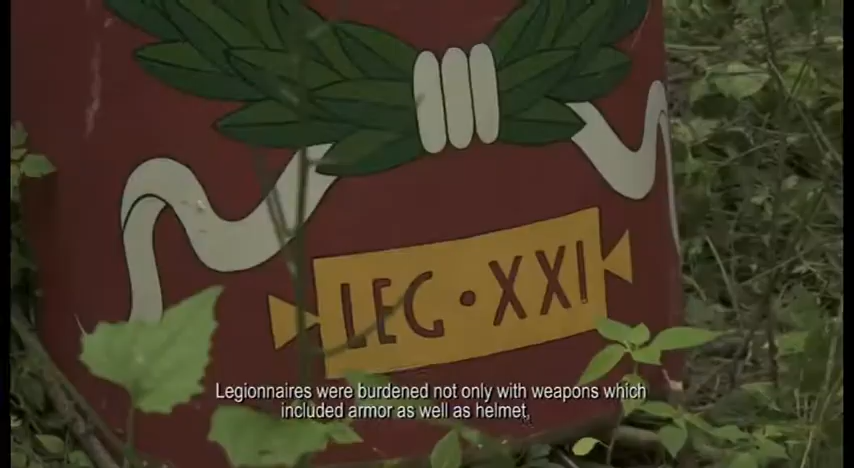 LEG • XXI
Legionnaires were burdened not only with weapons which
included armor as well as helmet,